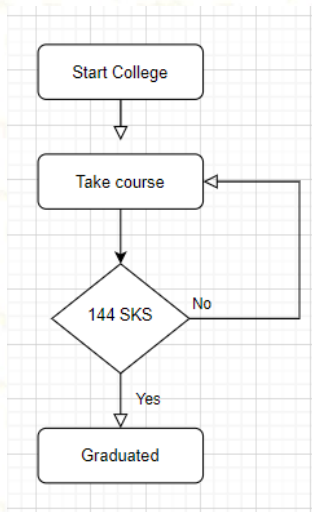 Start College
Take course
144 SKS
No
Yes
Graduated